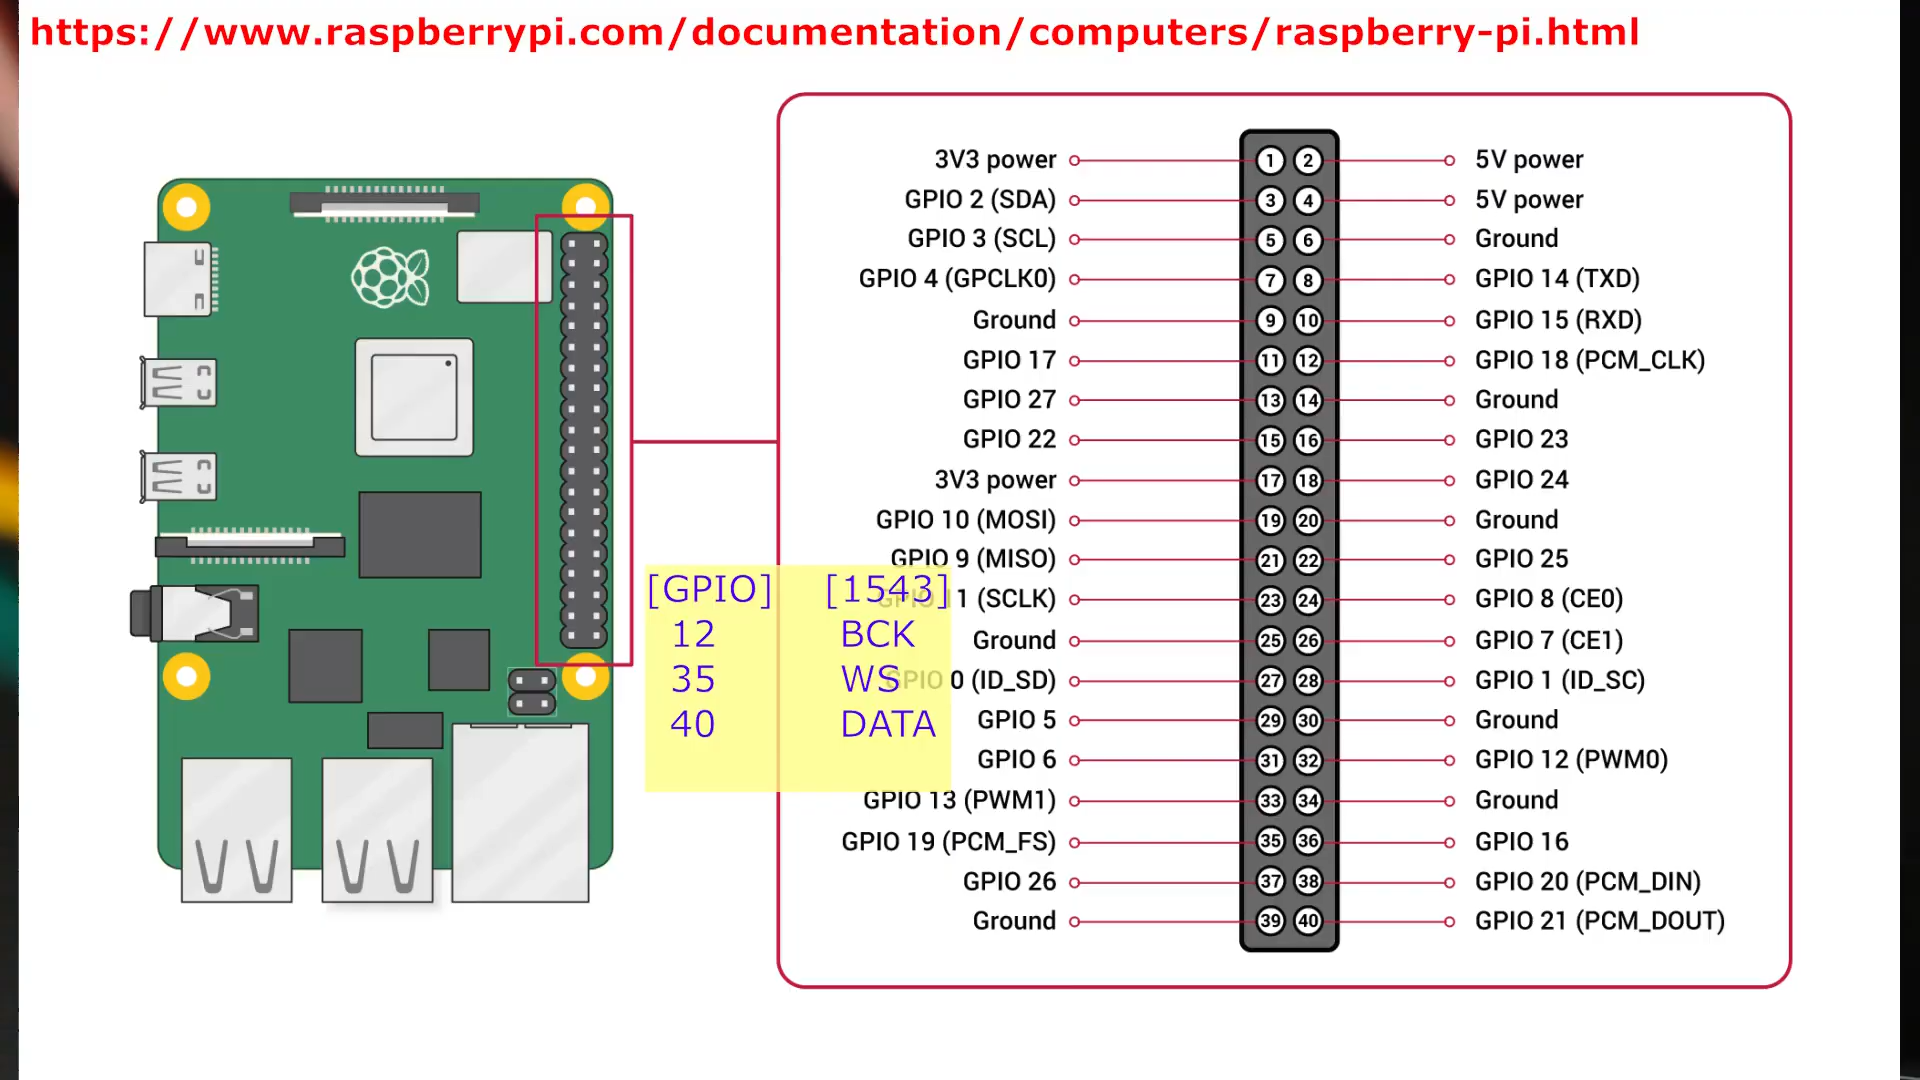 https://www.raspberrypi.com/documentation/computers/raspberry-pi.html
3V3 power 1 2 5V power
GPIO 2 (SDA) 3 4 5V power
GPIO 3 (SCL) 5 6 Ground
GPIO 4 (GPCLK0) 7 8 GPIO 14 (TXD)
Ground 9 10 GPIO 15 (RXD)
GPIO 17 11 12 GPIO 18 (PCM_CLK)
GPIO 27 13 14 Ground
GPIO 22 15 16 GPIO 23
3V3 power 17 18 GPIO 24
GPIO 10 (MOSI) 19 20 Ground
GPIO 9 (MISO) 21 22 GPIO 25
GPIO 11 (SCLK) 23 24 GPIO 8 (CE0)
Ground 25 26 GPIO 7 (CE1)
GPIO 0 (ID_SD) 27 28 GPIO 1 (ID_SC)
GPIO 5 29 30 Ground
GPIO 6 31 32 GPIO 12 (PWM0)
GPIO 13 (PWM1) 33 34 Ground
GPIO 19 (PCM_FS) 35 36 GPIO 16
GPIO 26 37 38 GPIO 20 (PCM_DIN)
Ground 39 40 GPIO 21 (PCM_DOUT)
[GPIO] [1543]
12 BCK
35 WS
40 DATA